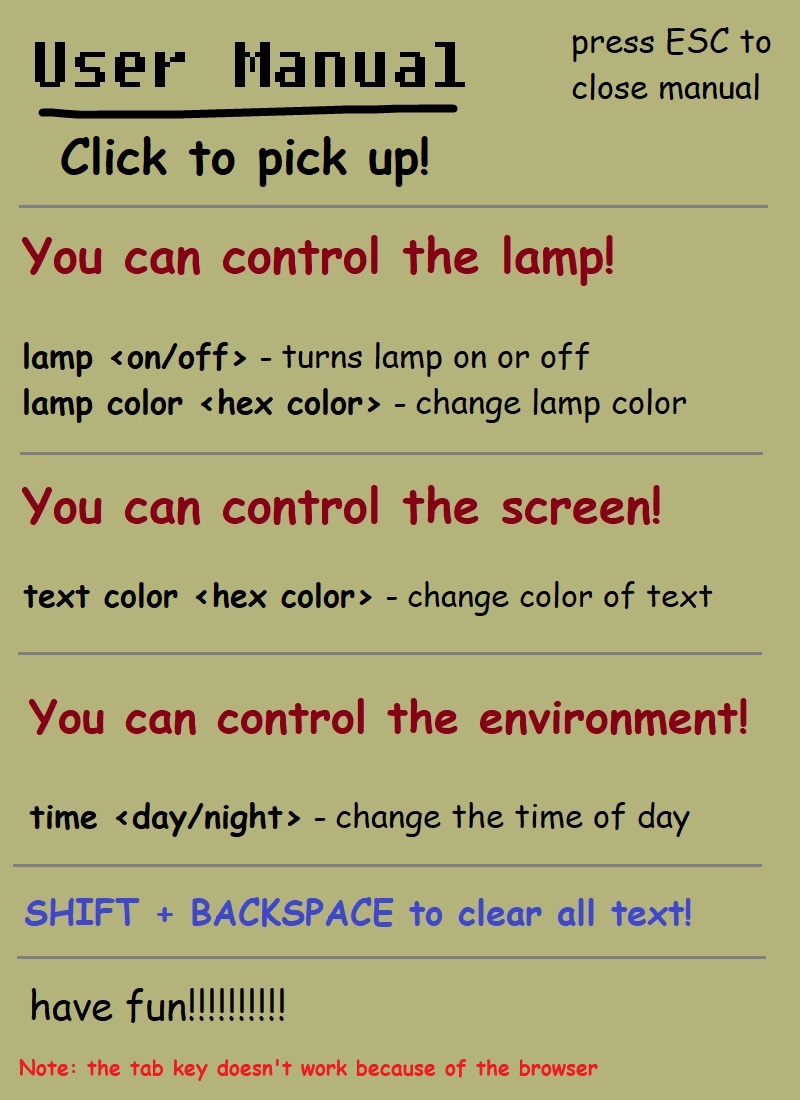 User Manual
press ESC to
close manual
Click to pick up!
You can control the lamp!
lamp <on/off> - turns lamp on or off
lamp color <hex color> - change lamp color
You can control the screen!
text color <hex color> - change color of text
You can control the environment!
time <day/night> - change the time of day
SHIFT + BACKSPACE to clear all text!
have fun!!!!!!!!!!
Note: the tab key doesn't work because of the browser